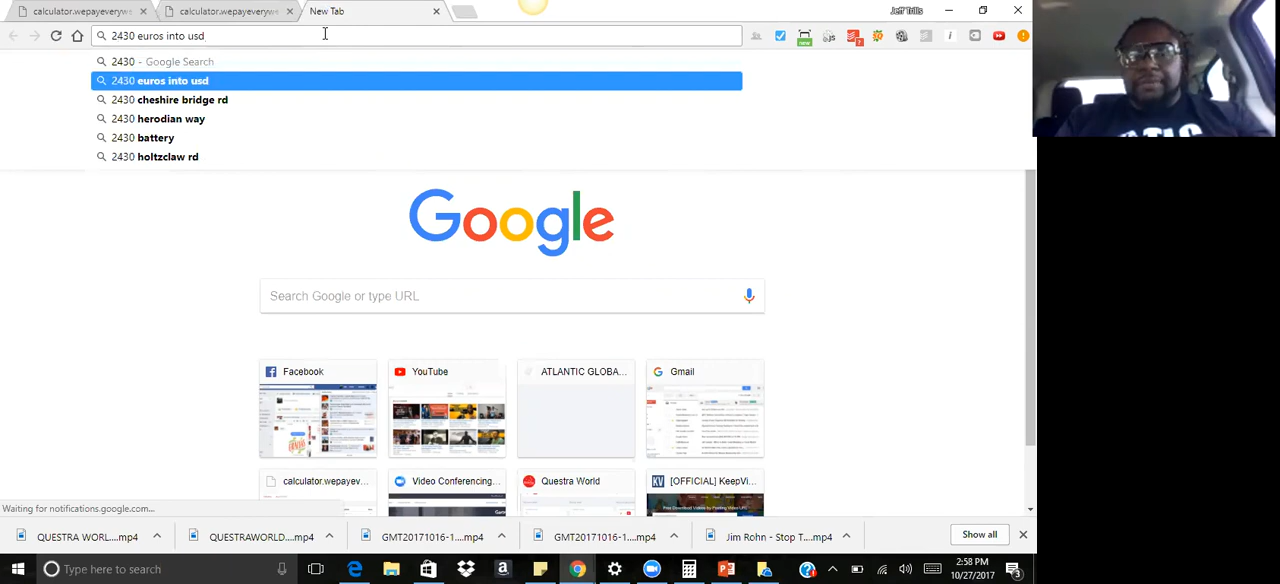 calculator.wepayeveryw
calculator.wepayeveryw
New Tab
Jeff Trills
2430 euros into usd
new
2430 - Google Search
2430 euros into usd
2430 cheshire bridge rd
2430 herodian way
2430 battery
2430 holtzclaw rd
Google
Search Google or type URL
Facebook
YouTube
ATLANTIC GLOBA...
Gmail
calculator.wepayev...
Video Conferencing...
Questra World
[OFFICIAL] KeepVi...
Waiting for notifications.google.com...
QUESTRA WORL....mp4
QUESTRAWORLD....mp4
GMT20171016-1....mp4
GMT20171016-1....mp4
Jim Rohn - Stop T....mp4
Show all
Type here to search
2:58 PM
10/27/2017
3